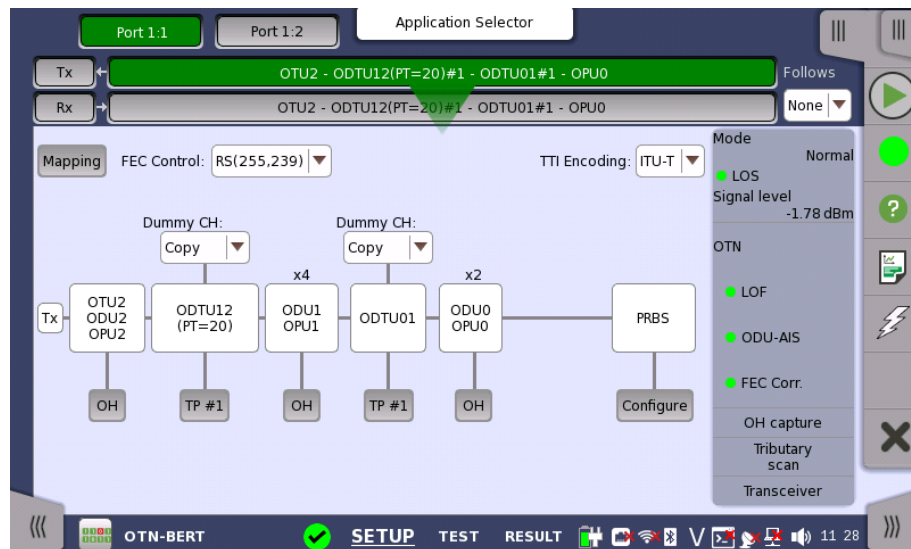 Application Selector
Port 1:1
Port 1:2
Tx
OTU2 - ODTU12(PT=20)#1 - ODTU01#1 - OPU0
Follows
Rx
OTU2 - ODTU12(PT=20)#1 - ODTU01#1 - OPU0
None
Mapping
FEC Control:
RS(255,239)
TTI Encoding:
ITU-T
Mode
Normal
LOS
Signal level
-1.78 dBm
OTN
LOF
ODU-AIS
FEC Corr.
OH capture
Tributary
scan
Transceiver
Dummy CH:
Copy
Dummy CH:
Copy
x4
x2
Tx
OTU2
ODU2
OPU2
ODTU12
(PT=20)
ODU1
OPU1
ODTU01
ODU0
OPU0
PRBS
OH
TP #1
OH
TP #1
OH
Configure
OTN-BERT
SETUP
TEST
RESULT
V
11 28